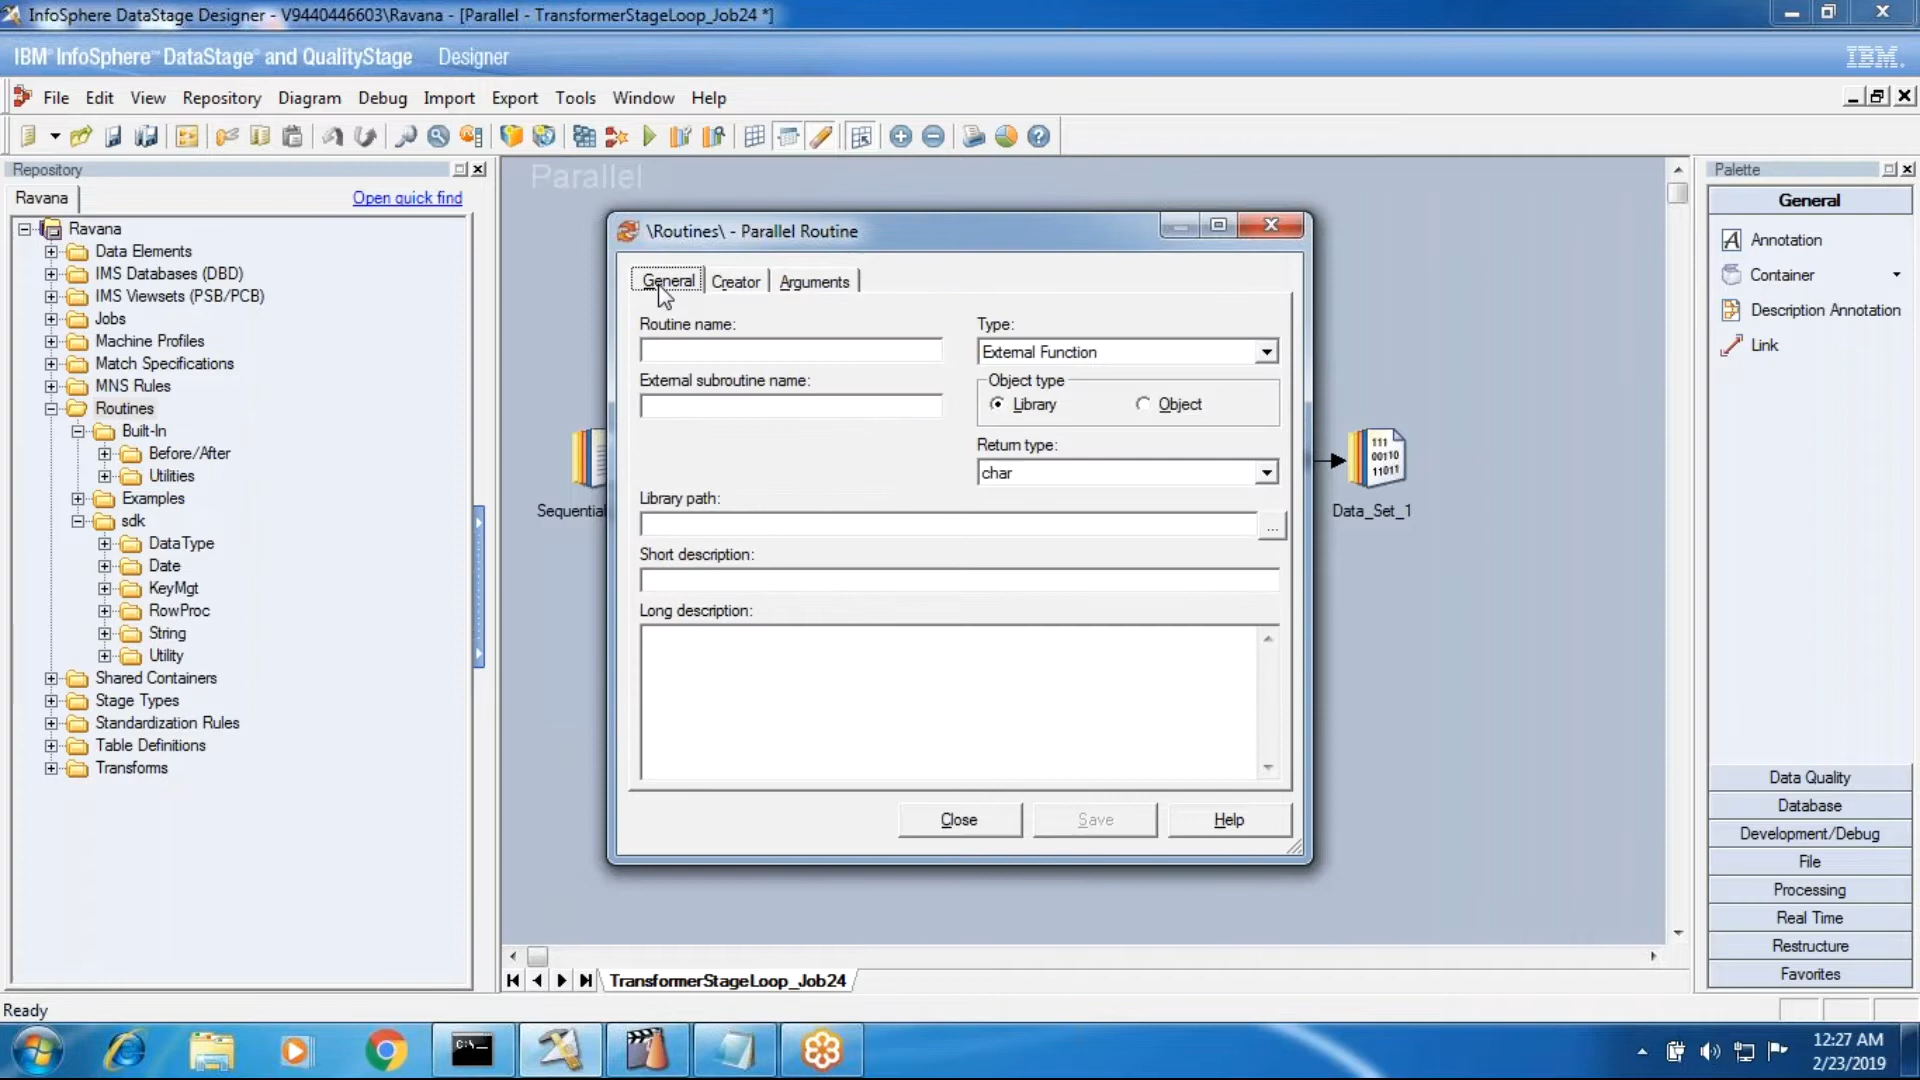 InfoSphere DataStage Designer - V9440446603\Ravana - [Parallel - TransformerStageLoop_Job24 *]
IBM InfoSphere DataStage and QualityStage Designer
IBM.
File Edit View Repository Diagram Debug Import Export Tools Window Help
Repository
Ravana
Open quick find
Ravana
Data Elements
IMS Databases (DBD)
IMS Viewsets (PSB/PCB)
Jobs
Machine Profiles
Match Specifications
MNS Rules
Routines
Built-In
Before/After
Utilities
Examples
sdk
DataType
Date
KeyMgt
RowProc
String
Utility
Shared Containers
Stage Types
Standardization Rules
Table Definitions
Transforms
Parallel
Sequential
\Routines\ - Parallel Routine
General Creator Arguments
Routine name:
Type:
External Function
External subroutine name:
Object type
Library Object
Return type:
char
Library path:
...
Short description:
Long description:
Close Save Help
111
00110
11011
Data_Set_1
TransformerStageLoop_Job24
Palette
General
Annotation
Container
Description Annotation
Link
Data Quality
Database
Development/Debug
File
Processing
Real Time
Restructure
Favorites
Ready
C:\.
12:27 AM
2/23/2019